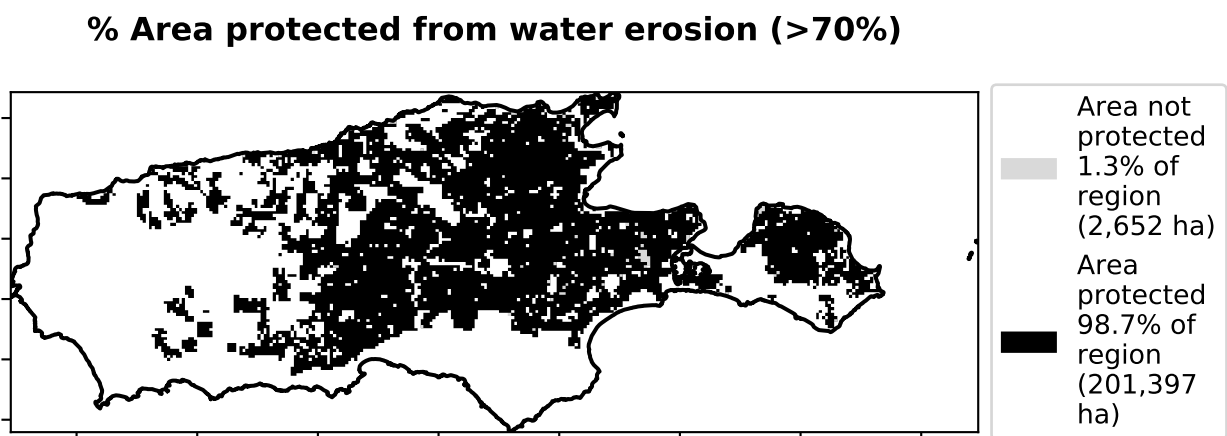 % Area protected from water erosion (>70%)
Area not
protected
1.3% of
region
(2,652 ha)
Area
protected
98.7% of
region
(201,397
ha)